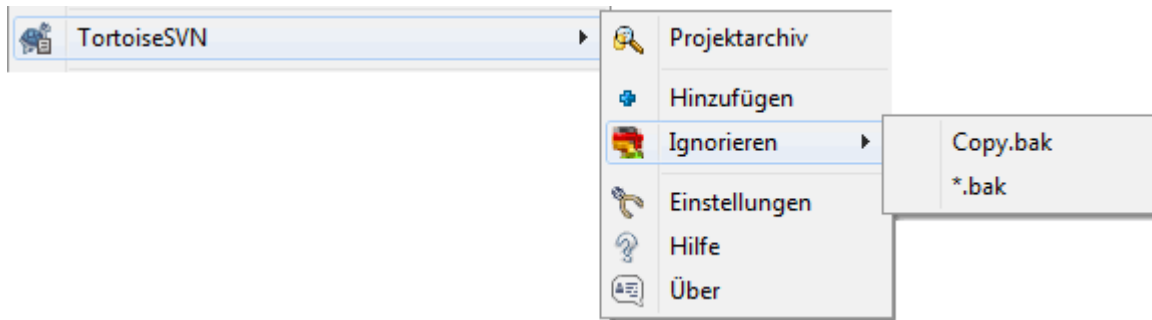 TortoiseSVN
Projektarchiv
Hinzufügen
Ignorieren
Copy.bak
*.bak
Einstellungen
Hilfe
Über